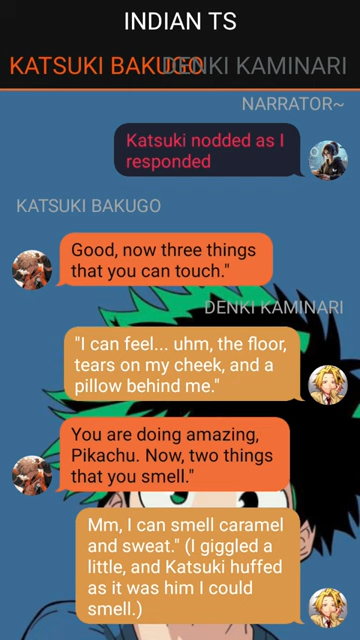 INDIAN TS
KATSUKI BAKUGO DENKI KAMINARI
NARRATOR~
Katsuki nodded as I
responded
KATSUKI BAKUGO
Good, now three things
that you can touch."
DENKI KAMINARI
"I can feel... uhm, the floor,
tears on my cheek, and a
pillow behind me."
You are doing amazing,
Pikachu. Now, two things
that you smell."
Mm, I can smell caramel
and sweat." (I giggled a
little, and Katsuki huffed
as it was him I could
smell.)